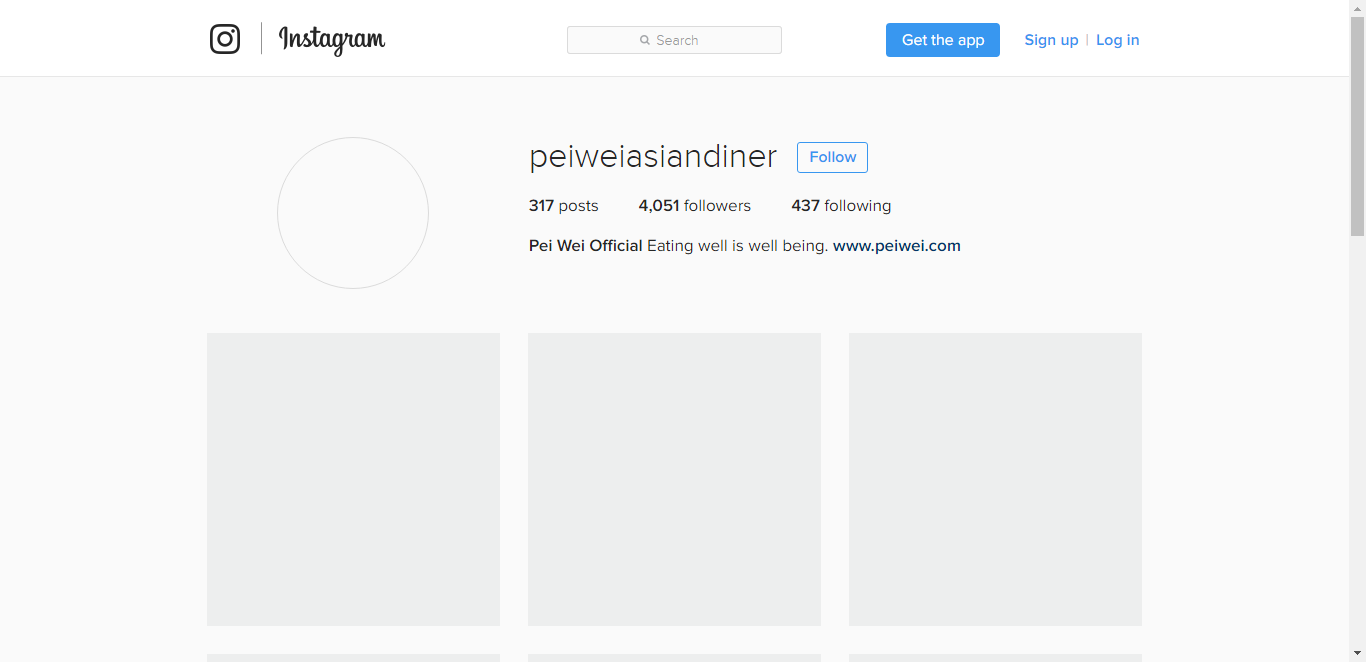 Instagram
Search
Get the app
Sign up | Log in
peiweiasiandiner
Follow
317 posts 4,051 followers 437 following
Pei Wei Official Eating well is well being. www.peiwei.com